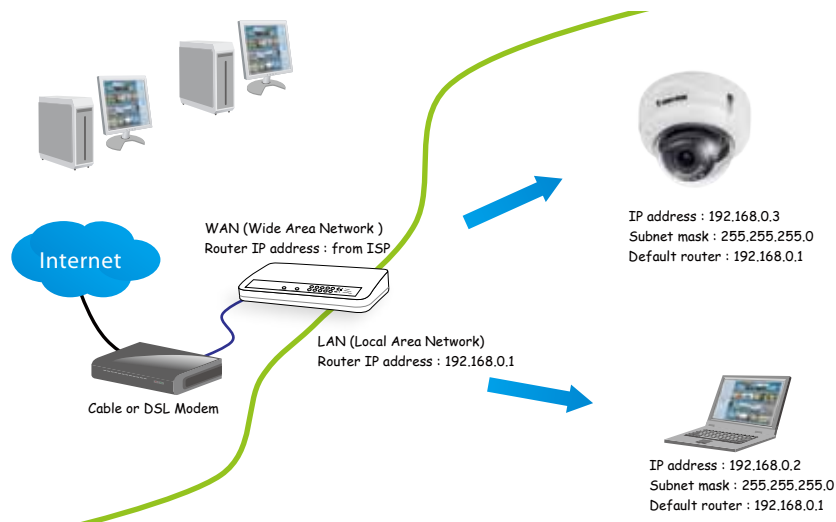 WAN (Wide Area Network )
Router IP address : from ISP
Internet
LAN (Local Area Network)
Router IP address : 192.168.0.1
Cable or DSL Modem
IP address : 192.168.0.3
Subnet mask : 255.255.255.0
Default router : 192.168.0.1
IP address : 192.168.0.2
Subnet mask : 255.255.255.0
Default router : 192.168.0.1